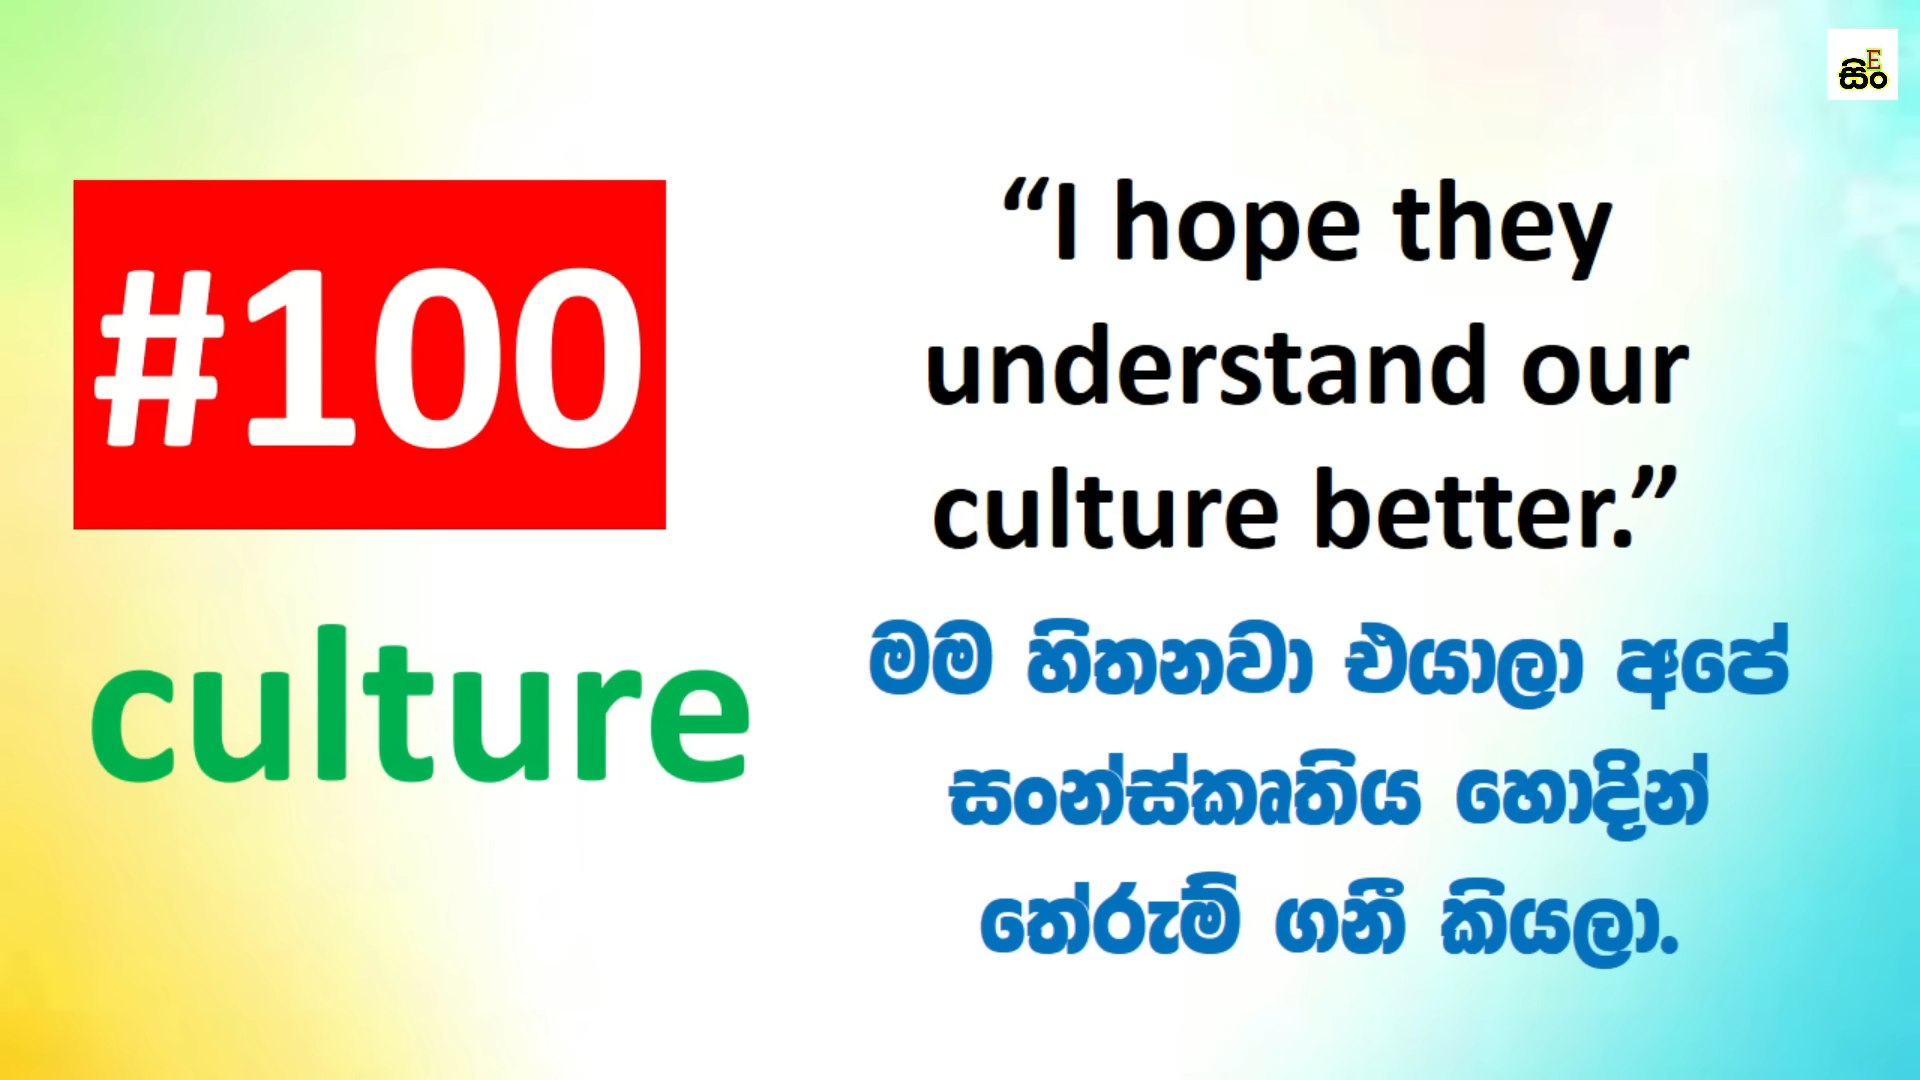 සිං
E
#100
culture
“I hope they
understand our
culture better.”
මම හිතනවා එයාලා අපේ
සංන්ස්කෘතිය හොදින්
තේරුම් ගනී කියලා.